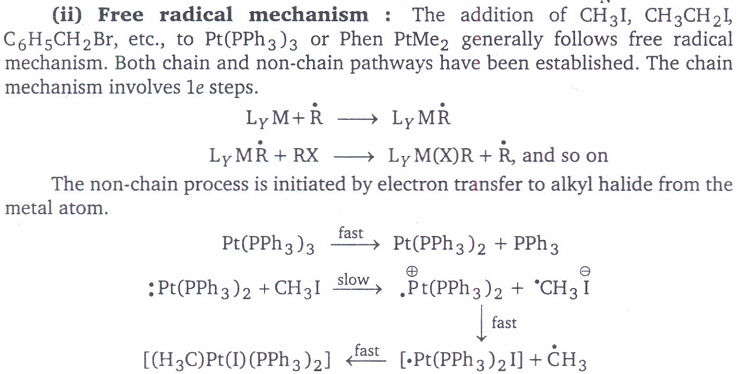 (ii) Free radical mechanism : The addition of CH3I, CH3CH2I,
C6H5CH2Br, etc., to Pt(PPh3)3 or Phen PtMe2 generally follows free radical
mechanism. Both chain and non-chain pathways have been established. The chain
mechanism involves 1e steps.
LyM + Ṙ ⟶ LyMṘ
LyMṘ + RX ⟶ LyM(X)R + Ṙ, and so on
The non-chain process is initiated by electron transfer to alkyl halide from the
metal atom.
Pt(PPh3)3 fast⟶ Pt(PPh3)2 + PPh3
:Pt(PPh3)2 + CH3I slow⟶ .P⊕t(PPh3)2 + •CH3I⊖
↓ fast
[(H3C)Pt(I)(PPh3)2] ⟵fast [•Pt(PPh3)2I] + ĊH3